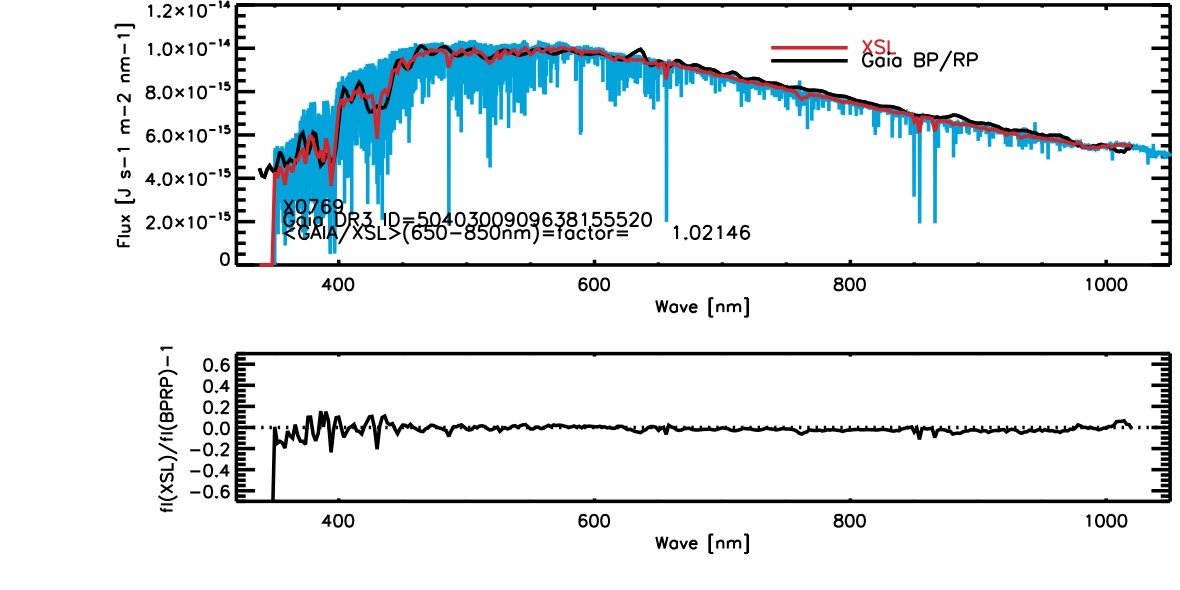 1.2×10⁻¹⁴
1.0×10⁻¹⁴
8.0×10⁻¹⁵
6.0×10⁻¹⁵
4.0×10⁻¹⁵
2.0×10⁻¹⁵
0
Flux [J s−1 m−2 nm−1]
XSL
Gaia BP/RP
X0769
Gaia DR3 ID=5040300909638155520
<GAIA/XSL>(650−850nm)=factor= 1.02146
400 600 800 1000
Wave [nm]
0.6
0.4
0.2
0.0
−0.2
−0.4
−0.6
fl(XSL)/fl(BPRP)−1
400 600 800 1000
Wave [nm]